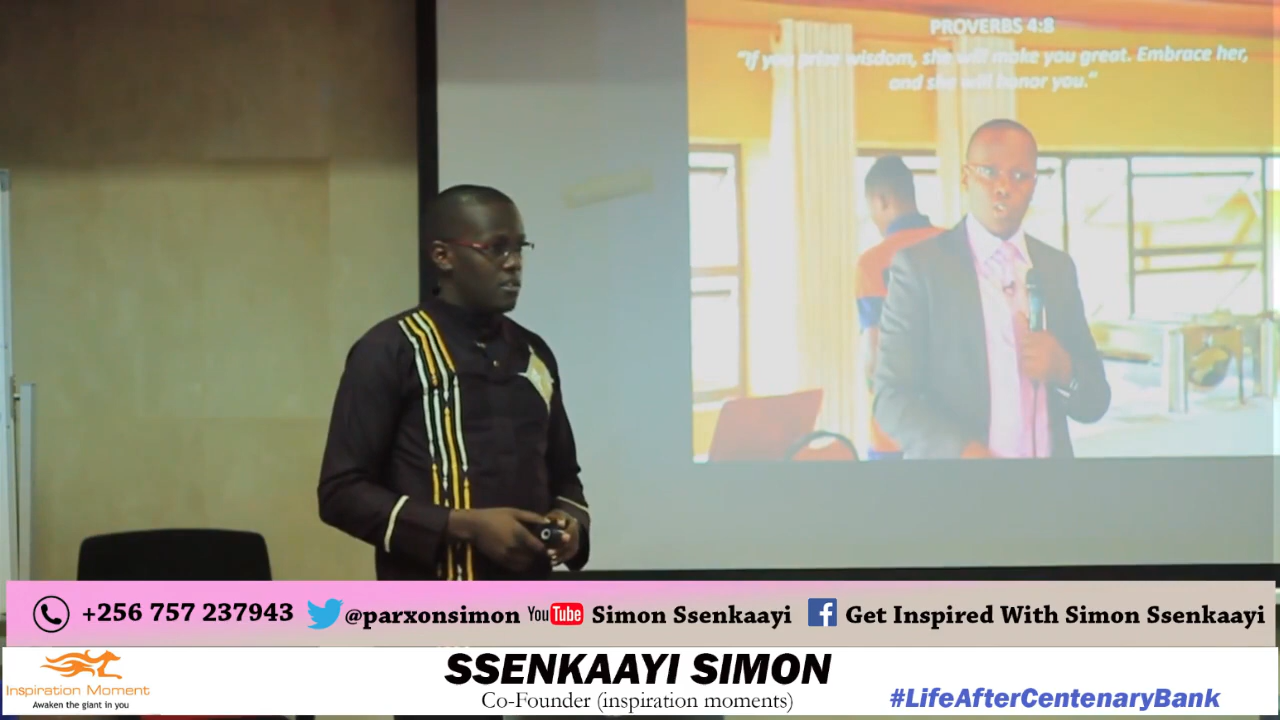 PROVERBS 4:8
"If you prize wisdom, she will make you great. Embrace her,
and she will honor you."
+256 757 237943 @parxonsimon YouTube Simon Ssenkaayi Get Inspired With Simon Ssenkaayi
SSENKAAYI SIMON
Co-Founder (inspiration moments)
Inspiration Moment
Awaken the giant in you
#LifeAfterCentenaryBank